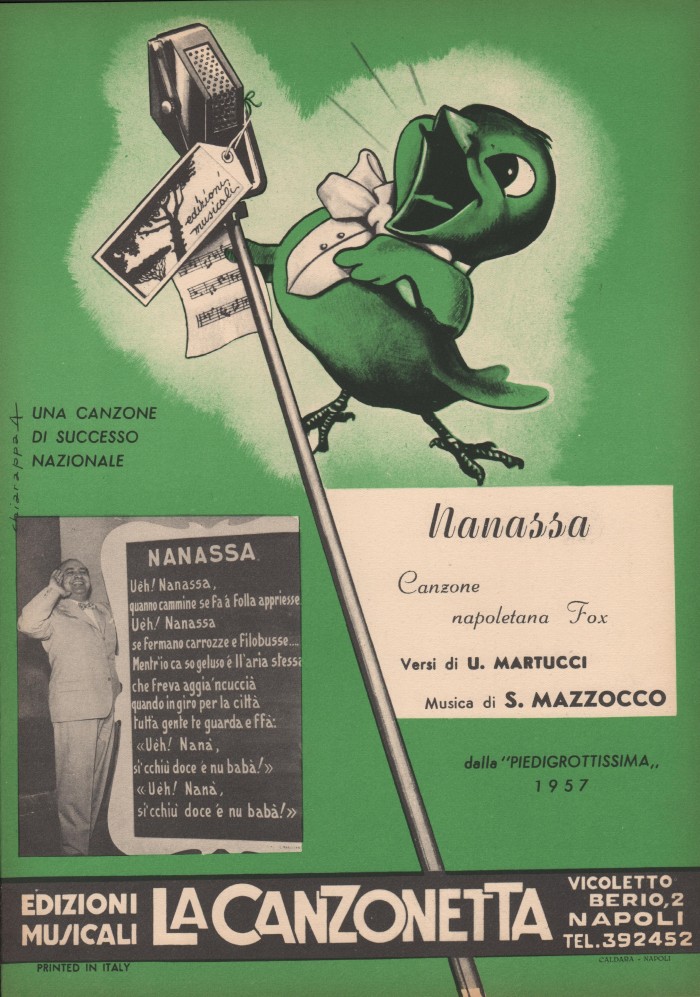 edizioni
musicali
UNA CANZONE
DI SUCCESSO
NAZIONALE
chiarappa A
Nanassa
Canzone
napoletana Fox
Versi di U. MARTUCCI
Musica di S. MAZZOCCO
NANASSA
Uèh! Nanassa,
quanno cammine se fa 'a folla appriesse
Uèh! Nanassa
se fermano carrozze e Filobusse....
Mentr'io ca so geluso 'e ll'aria stessa
che freva aggia 'ncuccià
quando in giro per la città
tutta gente te guarda e ffà:
«Uèh! Nanà,
si' cchiù doce 'e nu babà!»
«Uèh! Nanà,
si' cchiù doce 'e nu babà!»
dalla "PIEDIGROTTISSIMA,,
1957
EDIZIONI
MUSICALI
LA CANZONETTA
VICOLETTO
BERIO, 2
NAPOLI
TEL. 392452
PRINTED IN ITALY
CALDARA - NAPOLI